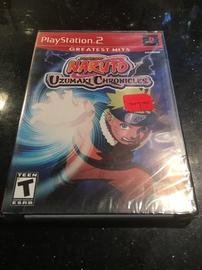 PlayStation 2
GREATEST HITS
NARUTO
UZUMAKI CHRONICLES
TEEN
T
ESRB